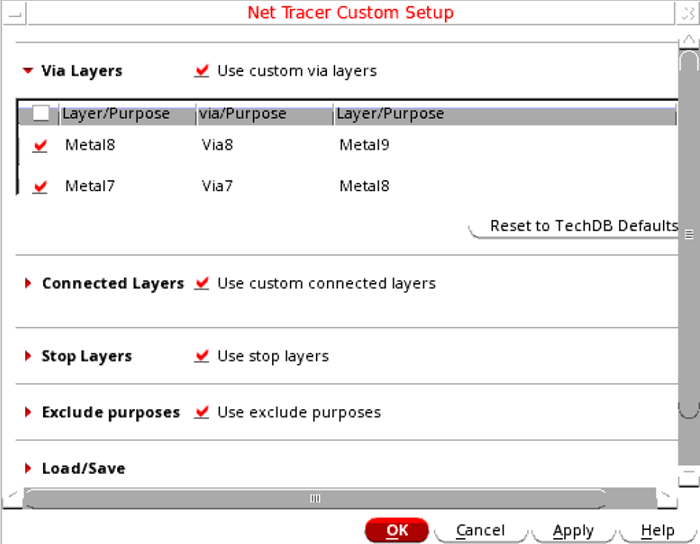 Net Tracer Custom Setup
Via Layers Use custom via layers
Layer/Purpose via/Purpose Layer/Purpose
Metal8 Via8 Metal9
Metal7 Via7 Metal8
Reset to TechDB Defaults
Connected Layers Use custom connected layers
Stop Layers Use stop layers
Exclude purposes Use exclude purposes
Load/Save
OK Cancel Apply Help